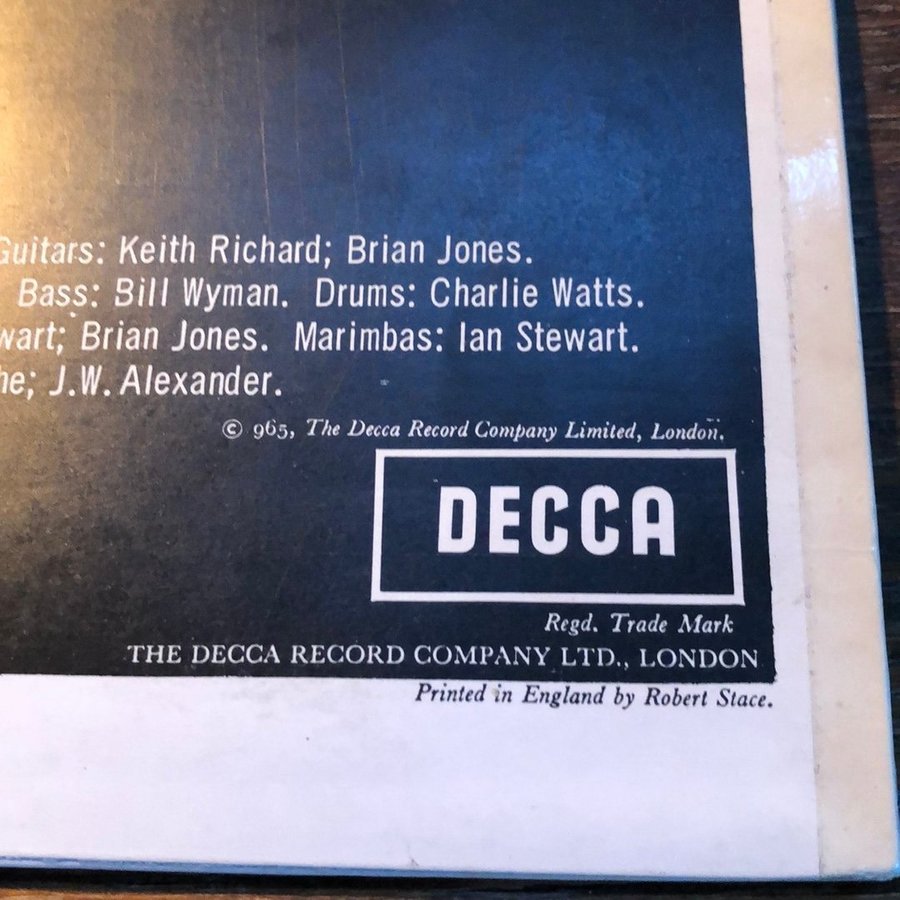 Guitars: Keith Richard; Brian Jones.
Bass: Bill Wyman. Drums: Charlie Watts.
wart; Brian Jones. Marimbas: Ian Stewart.
he; J.W. Alexander.
© 965, The Decca Record Company Limited, London.
DECCA
Regd. Trade Mark
THE DECCA RECORD COMPANY LTD., LONDON
Printed in England by Robert Stace.